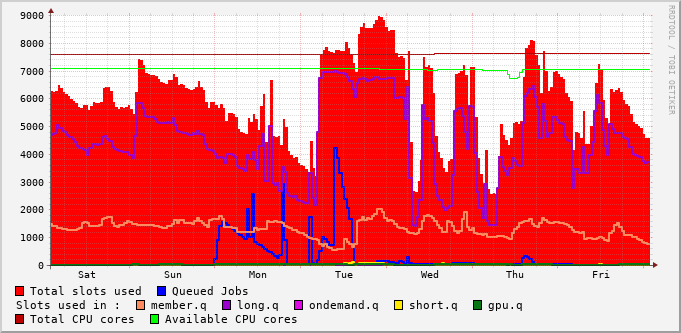 RRDTOOL / TOBI OETIKER
9000
8000
7000
6000
5000
4000
3000
2000
1000
0
Sat Sun Mon Tue Wed Thu Fri
Total slots used Queued Jobs
Slots used in : member.q long.q ondemand.q short.q gpu.q
Total CPU cores Available CPU cores